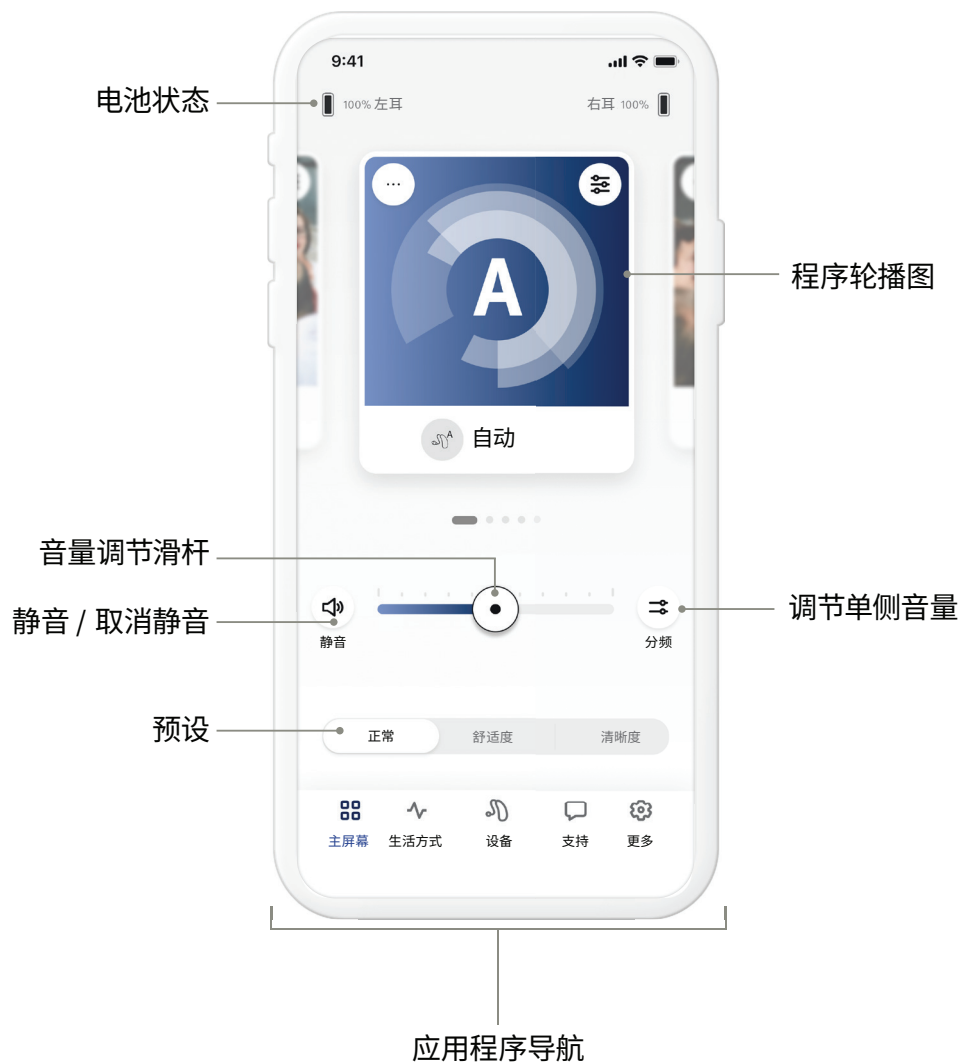 9:41
电池状态
100% 左耳
右耳 100%
A
程序轮播图
A
自动
音量调节滑杆
静音 / 取消静音
静音
分频
调节单侧音量
预设
正常
舒适度
清晰度
主屏幕
生活方式
设备
支持
更多
应用程序导航